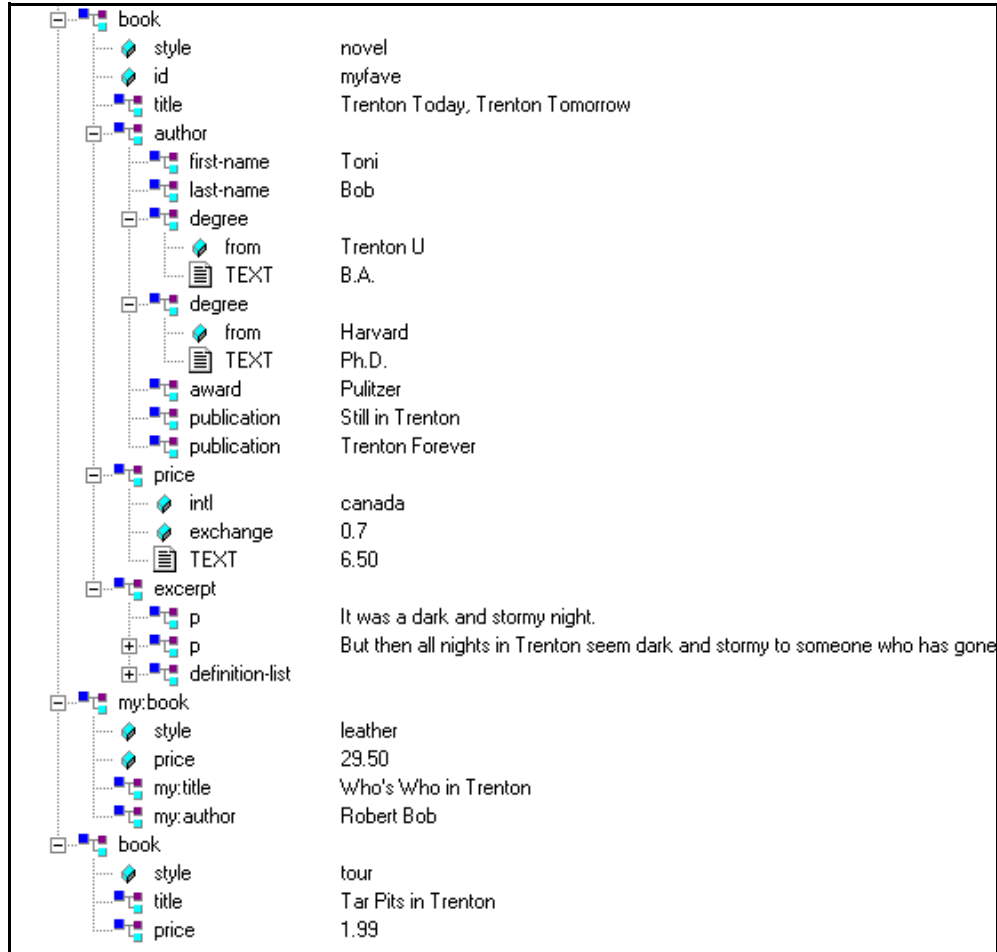 book
style novel
id myfave
title Trenton Today, Trenton Tomorrow
author
first-name Toni
last-name Bob
degree
from Trenton U
TEXT B.A.
degree
from Harvard
TEXT Ph.D.
award Pulitzer
publication Still in Trenton
publication Trenton Forever
price
intl canada
exchange 0.7
TEXT 6.50
excerpt
p It was a dark and stormy night.
p But then all nights in Trenton seem dark and stormy to someone who has gone
definition-list
my:book
style leather
price 29.50
my:title Who's Who in Trenton
my:author Robert Bob
book
style tour
title Tar Pits in Trenton
price 1.99